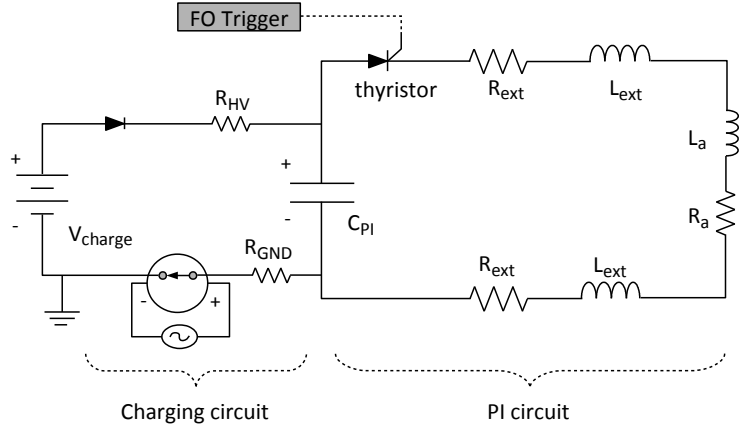 FO Trigger
thyristor
R_ext
L_ext
R_HV
+
+
L_a
-
-
V_charge
C_PI
R_a
R_GND
R_ext
L_ext
- +
Charging circuit
PI circuit